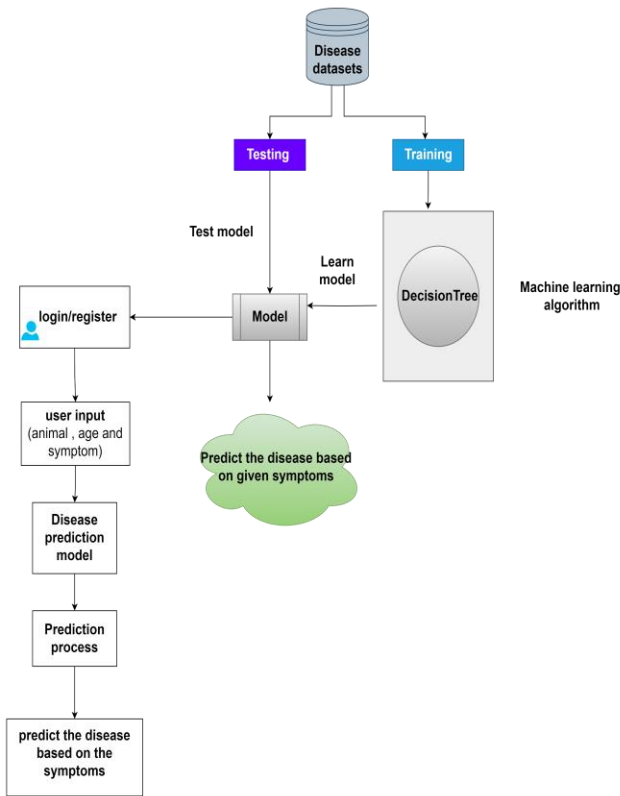 Disease
datasets
Testing
Training
Test model
Learn
model
DecisionTree
Machine learning
algorithm
login/register
Model
user input
(animal , age and
symptom)
Predict the disease based
on given symptoms
Disease
prediction
model
Prediction
process
predict the disease
based on the
symptoms